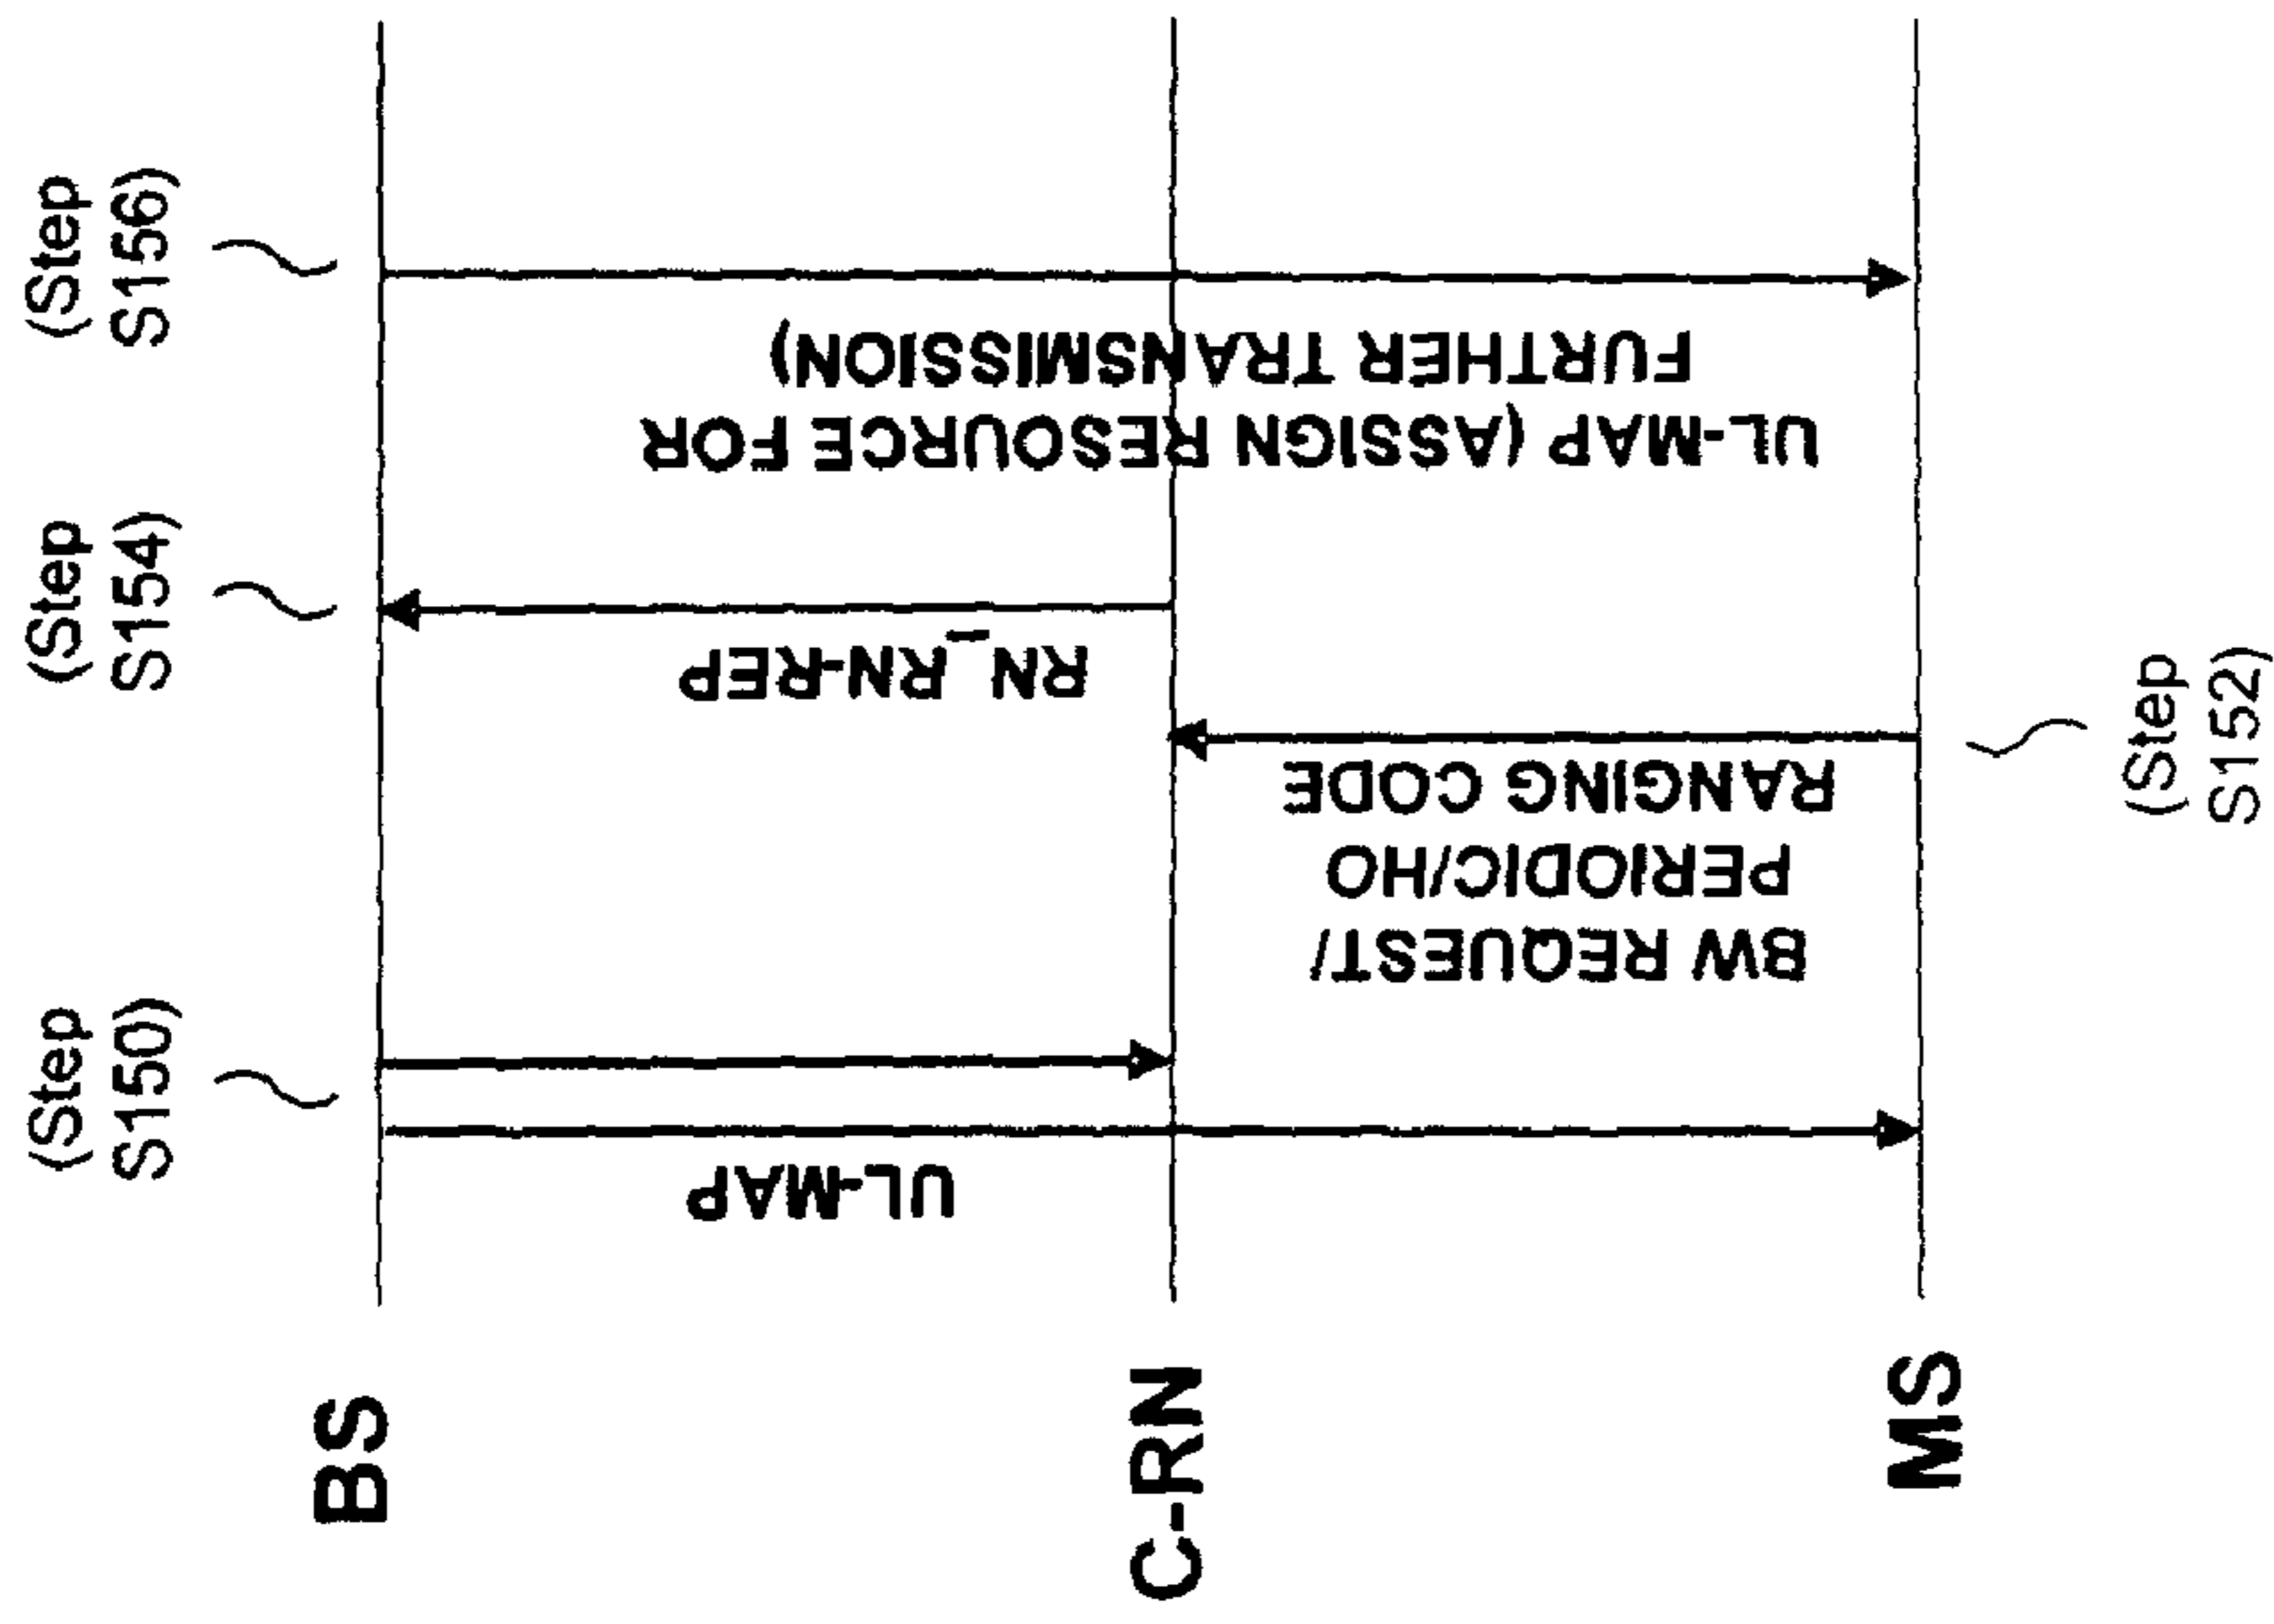 BS
C-RN
MS
(Step
S150)
UL-MAP
(Step
S152)
BW REQUEST/
PERIODIC/HO
RANGING CODE
(Step
S154)
RN_RN-REP
(Step
S156)
UL-MAP (ASSIGN RESOURCE FOR
FURTHER TRANSMISSION)